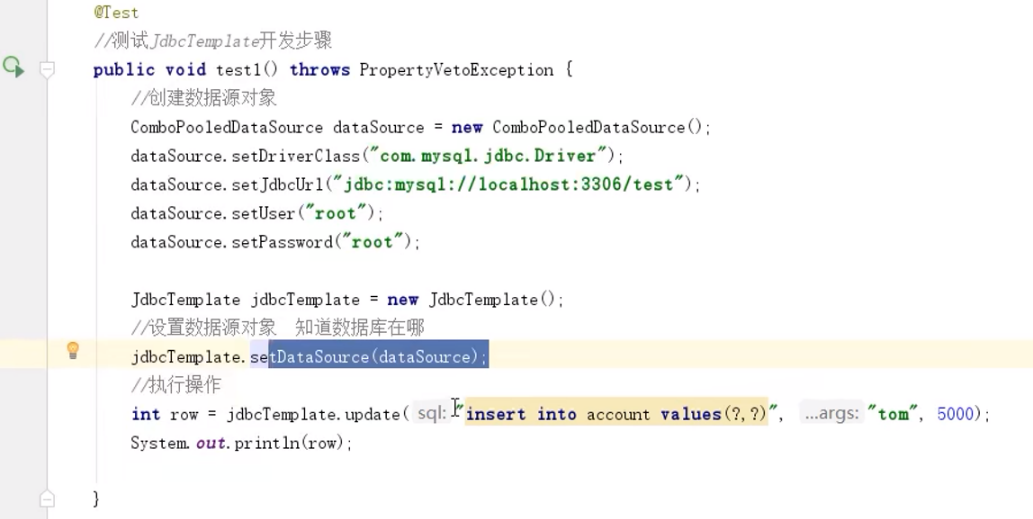 @Test
//测试JdbcTemplate开发步骤
public void test1() throws PropertyVetoException {
//创建数据源对象
ComboPooledDataSource dataSource = new ComboPooledDataSource();
dataSource.setDriverClass("com.mysql.jdbc.Driver");
dataSource.setJdbcUrl("jdbc:mysql://localhost:3306/test");
dataSource.setUser("root");
dataSource.setPassword("root");
JdbcTemplate jdbcTemplate = new JdbcTemplate();
//设置数据源对象 知道数据库在哪
jdbcTemplate.setDataSource(dataSource);
//执行操作
int row = jdbcTemplate.update( sql: "insert into account values(?,?)", ...args: "tom", 5000);
System.out.println(row);
}